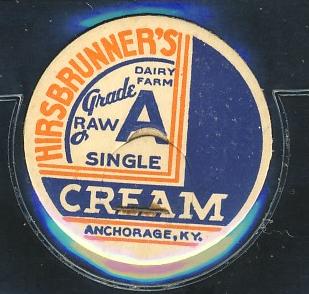 HIRSBRUNNER'S
DAIRY
FARM
Grade
A
RAW
SINGLE
CREAM
ANCHORAGE, KY.